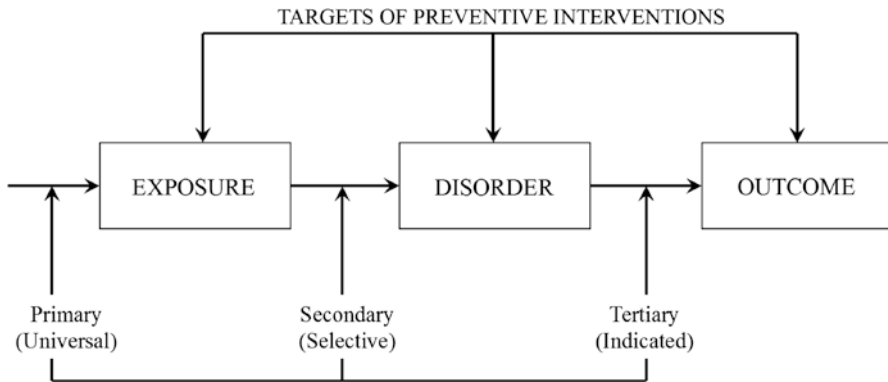 TARGETS OF PREVENTIVE INTERVENTIONS
EXPOSURE
DISORDER
OUTCOME
Primary
(Universal)
Secondary
(Selective)
Tertiary
(Indicated)